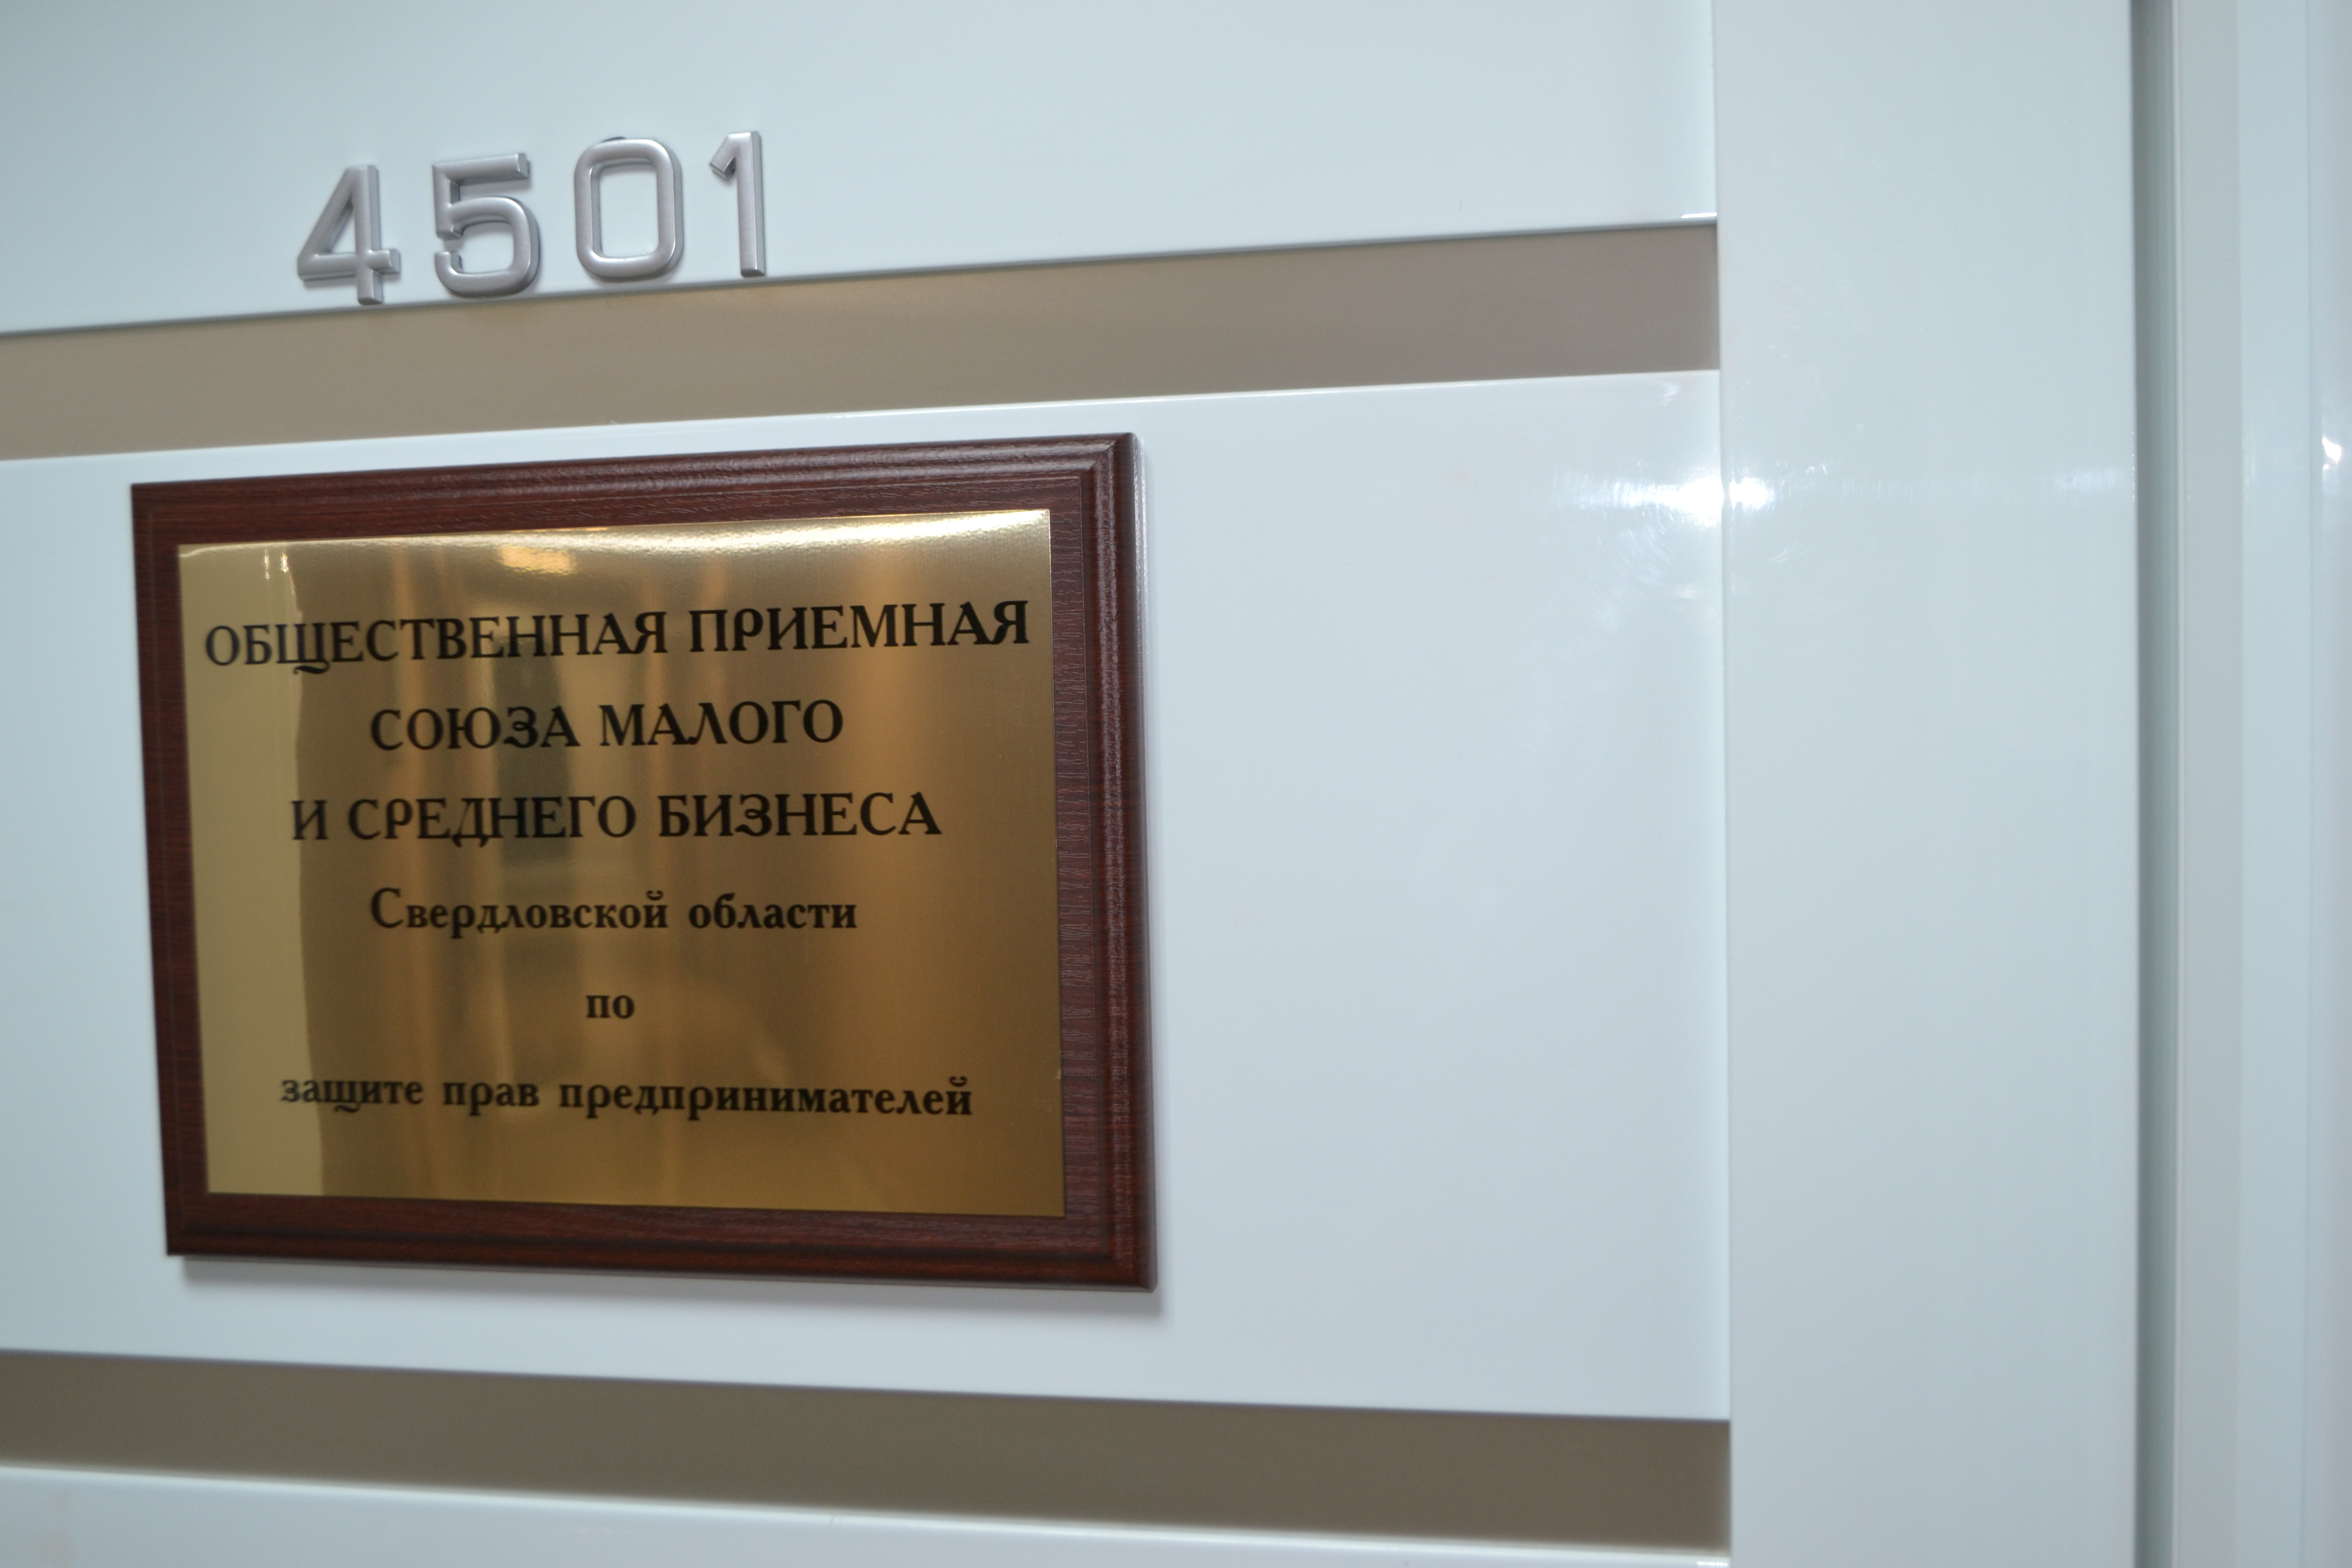 4501
ОБЩЕСТВЕННАЯ ПРИЕМНАЯ
СОЮЗА МАЛОГО
И СРЕДНЕГО БИЗНЕСА
Свердловской области
по
защите прав предпринимателей